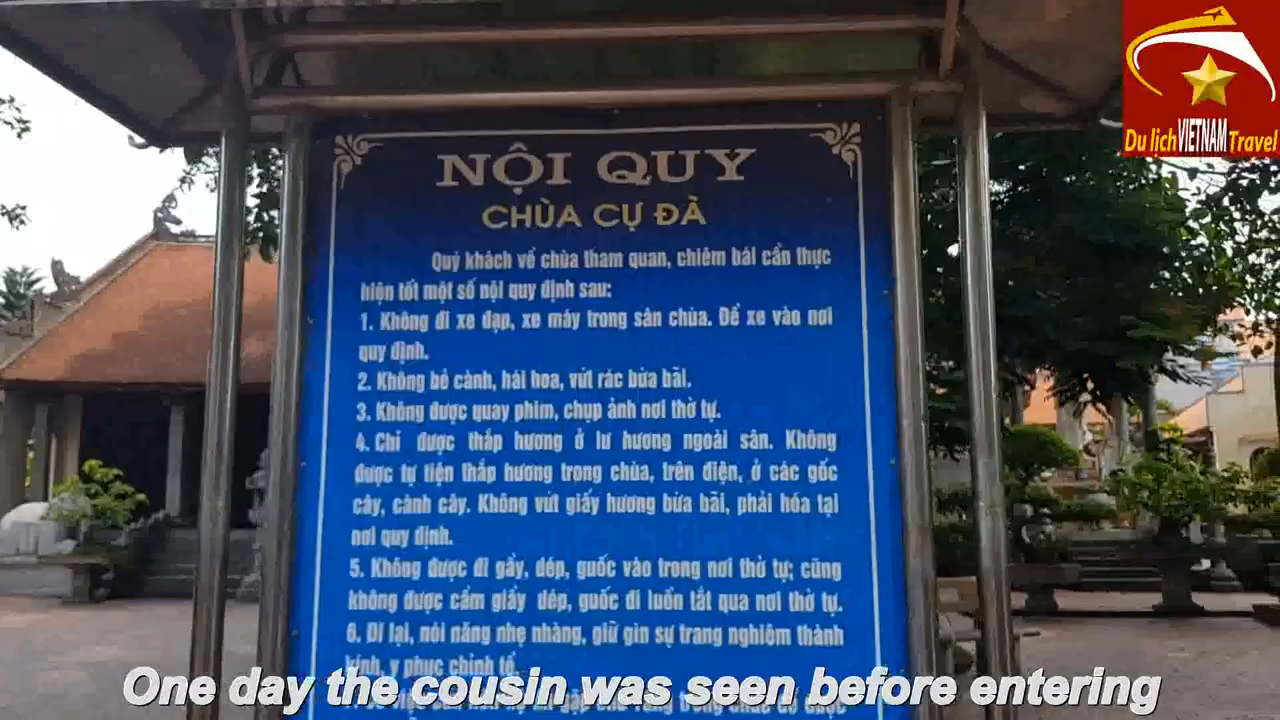 Du lịch VIETNAM Travel
NỘI QUY
CHÙA CỰ ĐÀ
Quý khách về chùa tham quan, chiêm bái cần thực
hiện tốt một số nội quy định sau:
1. Không đi xe đạp, xe máy trong sân chùa. Để xe vào nơi
quy định.
2. Không bẻ cành, hái hoa, vứt rác bừa bãi.
3. Không được quay phim, chụp ảnh nơi thờ tự.
4. Chỉ được thắp hương ở lư hương ngoài sân. Không
được tự tiện thắp hương trong chùa, trên điện, ở các gốc
cây, cành cây. Không vứt giấy hương bừa bãi, phải hóa tại
nơi quy định.
5. Không được đi giầy, dép, guốc vào trong nơi thờ tự; cũng
không được cầm giầy dép, guốc đi luồn tắt qua nơi thờ tự.
6. Đi lại, nói năng nhẹ nhàng, giữ gìn sự trang nghiêm thành
kính, y phục chỉnh tề.
One day the cousin was seen before entering